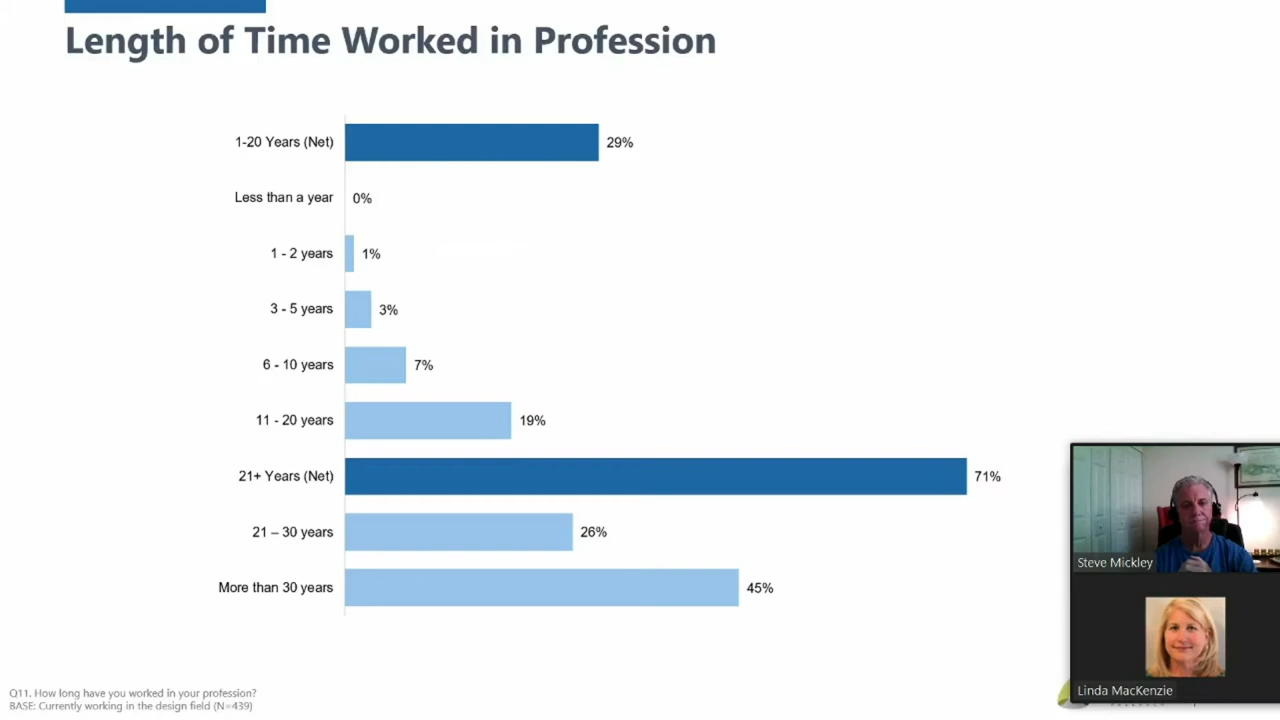 Length of Time Worked in Profession
1-20 Years (Net) 29%
Less than a year 0%
1 - 2 years 1%
3 - 5 years 3%
6 - 10 years 7%
11 - 20 years 19%
21+ Years (Net) 71%
21 – 30 years 26%
More than 30 years 45%
Steve Mickley
Linda MacKenzie
Q11. How long have you worked in your profession?
BASE: Currently working in the design field (N=439)